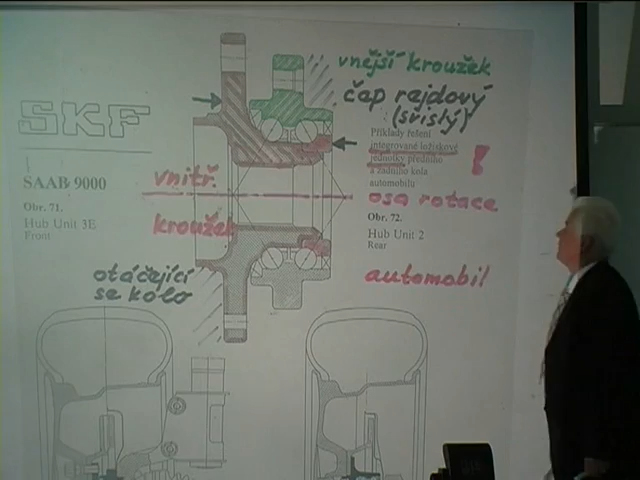 vnější kroužek
čep rejdový
(svislý)
SKF
Příklady řešení
integrované ložiskové
jednotky předního
a zadního kola
automobilu
!
SAAB 9000
vnitř.
osa rotace
Obr. 71.
Hub Unit 3E
Front
kroužek
Obr. 72.
Hub Unit 2
Rear
otáčející
se kolo
automobil